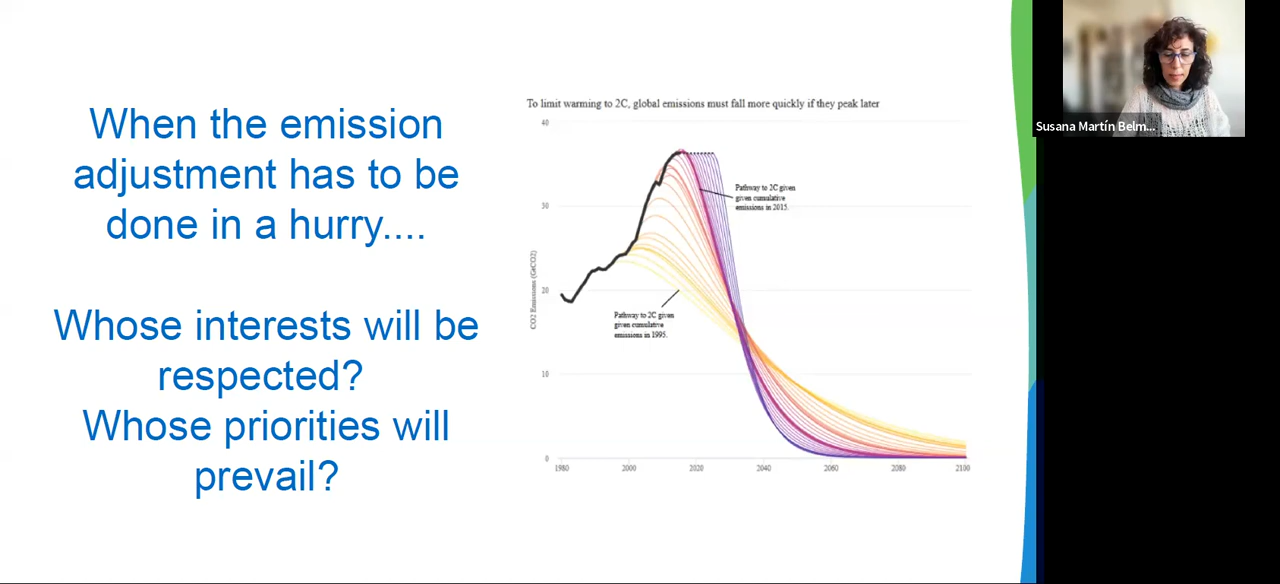 When the emission
adjustment has to be
done in a hurry....
Whose interests will be
respected?
Whose priorities will
prevail?
To limit warming to 2C, global emissions must fall more quickly if they peak later
40
30
20
10
0
CO2 Emissions (GtCO2)
Pathway to 2C given
given cumulative
emissions in 2015.
Pathway to 2C given
given cumulative
emissions in 1995.
1980
2000
2020
2040
2060
2080
2100
Susana Martín Belm...